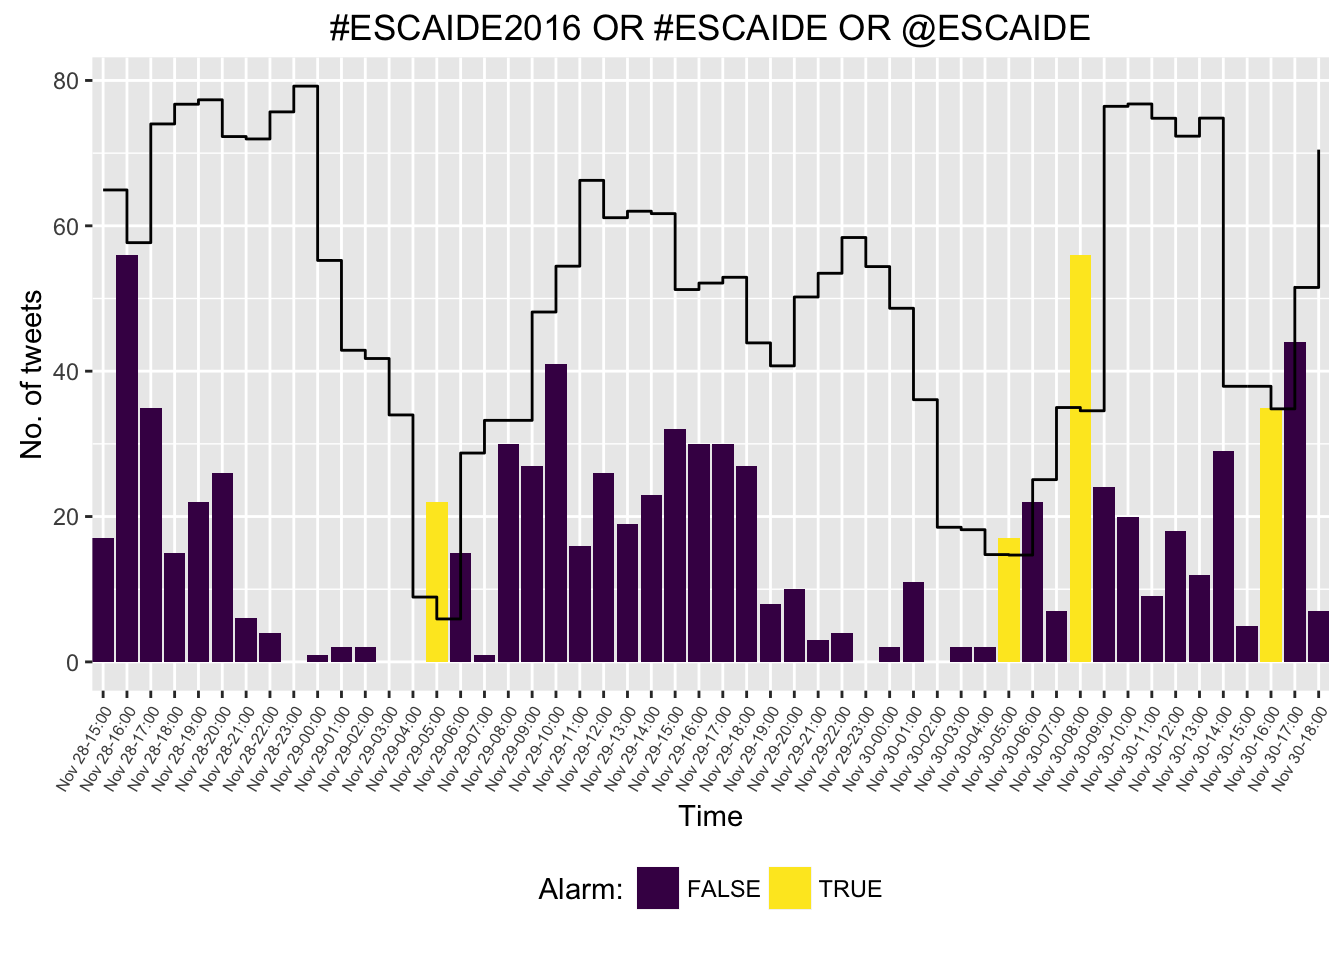 #ESCAIDE2016 OR #ESCAIDE OR @ESCAIDE
80
60
40
20
0
No. of tweets
Nov 28-15:00
Nov 28-16:00
Nov 28-17:00
Nov 28-18:00
Nov 28-19:00
Nov 28-20:00
Nov 28-21:00
Nov 28-22:00
Nov 28-23:00
Nov 29-00:00
Nov 29-01:00
Nov 29-02:00
Nov 29-03:00
Nov 29-04:00
Nov 29-05:00
Nov 29-06:00
Nov 29-07:00
Nov 29-08:00
Nov 29-09:00
Nov 29-10:00
Nov 29-11:00
Nov 29-12:00
Nov 29-13:00
Nov 29-14:00
Nov 29-15:00
Nov 29-16:00
Nov 29-17:00
Nov 29-18:00
Nov 29-19:00
Nov 29-20:00
Nov 29-21:00
Nov 29-22:00
Nov 29-23:00
Nov 30-00:00
Nov 30-01:00
Nov 30-02:00
Nov 30-03:00
Nov 30-04:00
Nov 30-05:00
Nov 30-06:00
Nov 30-07:00
Nov 30-08:00
Nov 30-09:00
Nov 30-10:00
Nov 30-11:00
Nov 30-12:00
Nov 30-13:00
Nov 30-14:00
Nov 30-15:00
Nov 30-16:00
Nov 30-17:00
Nov 30-18:00
Time
Alarm: FALSE TRUE